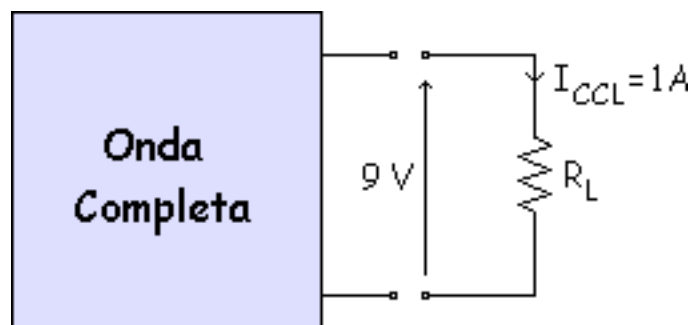 Onda
Completa
9 V
I_CCL=1A
R_L